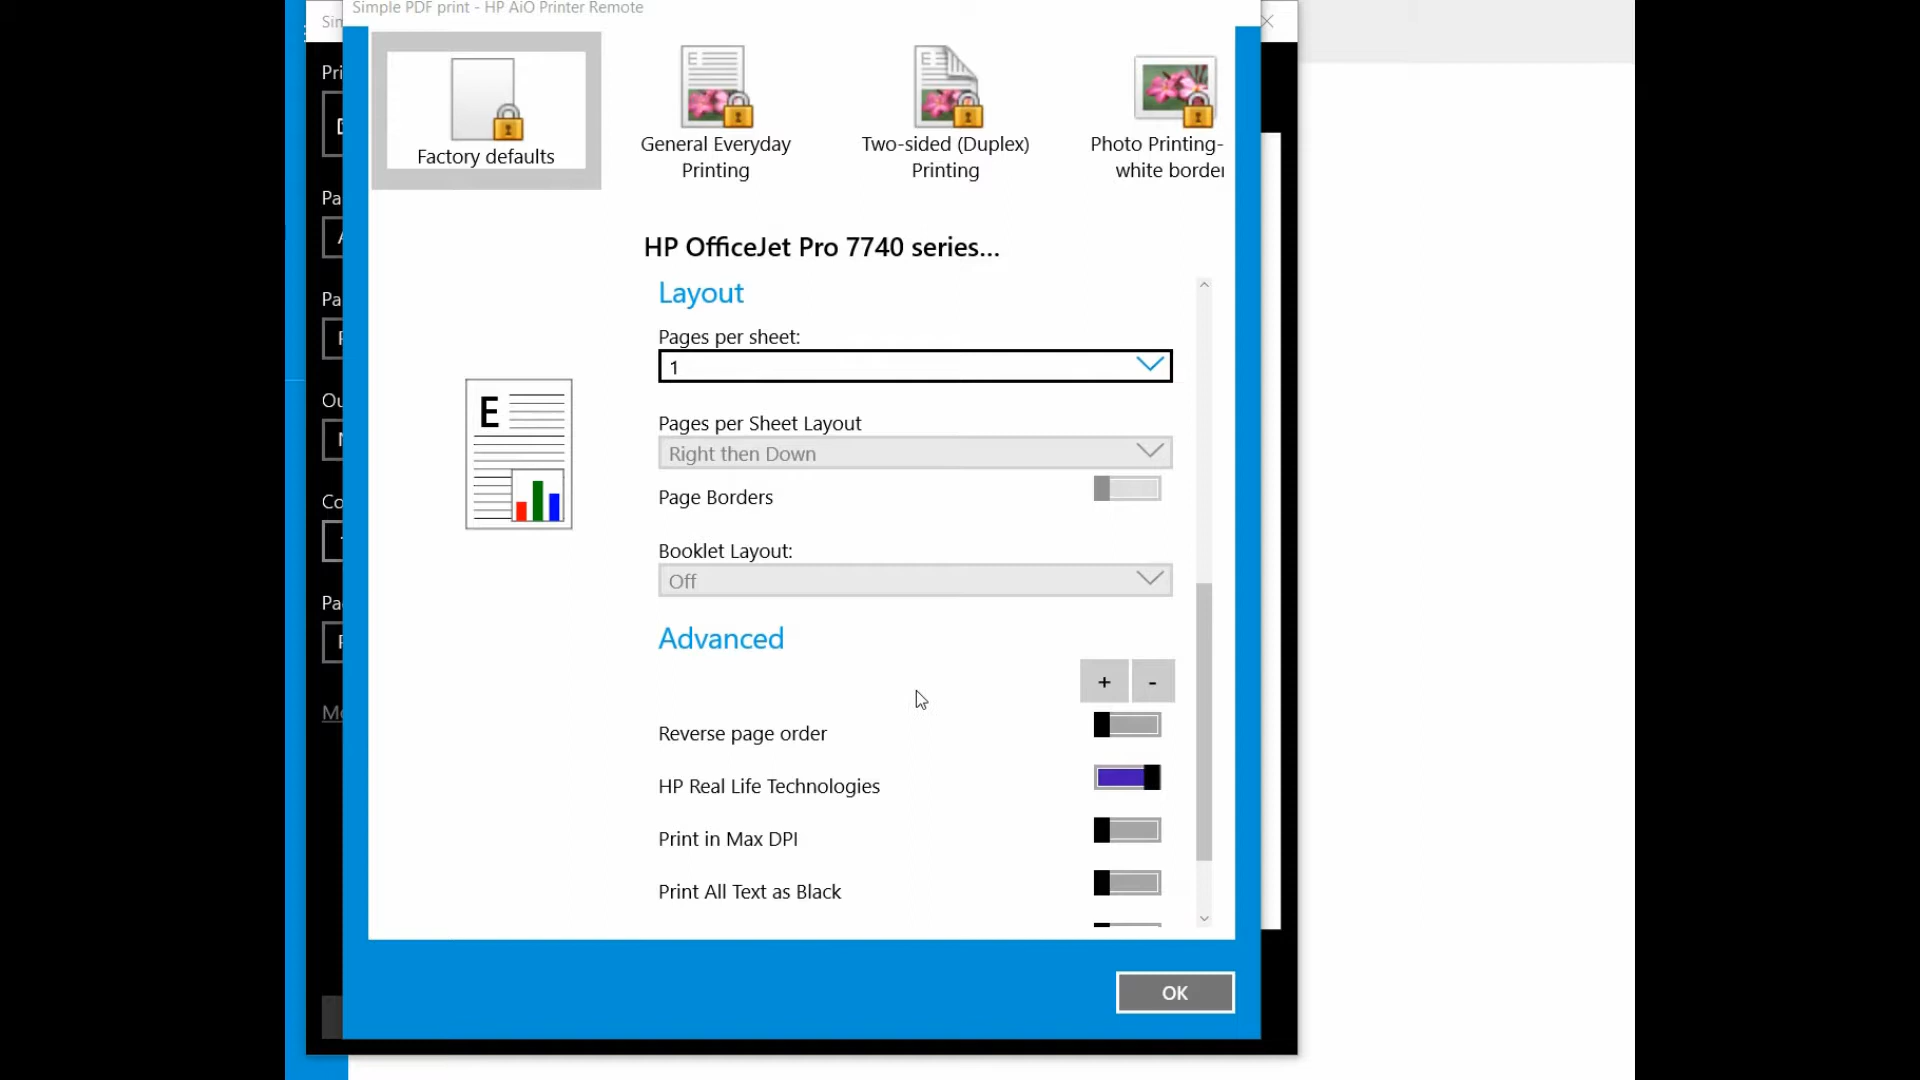 Simple PDF print - HP AiO Printer Remote
Factory defaults
General Everyday
Printing
Two-sided (Duplex)
Printing
Photo Printing-
white border
HP OfficeJet Pro 7740 series...
Layout
Pages per sheet:
1
Pages per Sheet Layout
Right then Down
Page Borders
Booklet Layout:
Off
Advanced
+ -
Reverse page order
HP Real Life Technologies
Print in Max DPI
Print All Text as Black
OK
E